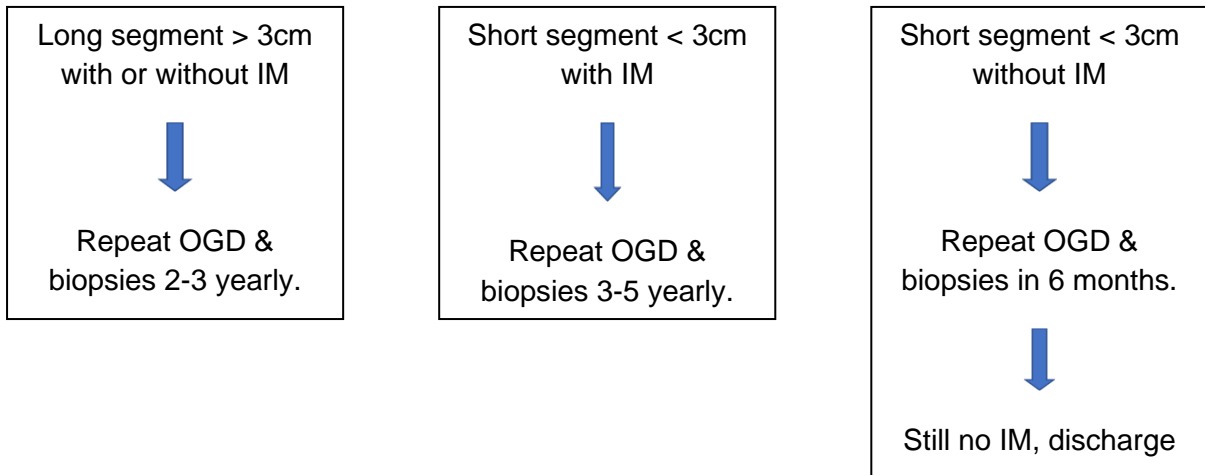 Long segment > 3cm
with or without IM
Repeat OGD &
biopsies 2-3 yearly.
Short segment < 3cm
with IM
Repeat OGD &
biopsies 3-5 yearly.
Short segment < 3cm
without IM
Repeat OGD &
biopsies in 6 months.
Still no IM, discharge